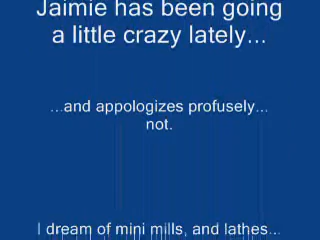 Jaimie has been going
a little crazy lately...
...and appologizes profusely...
not.
I dream of mini mills, and lathes...